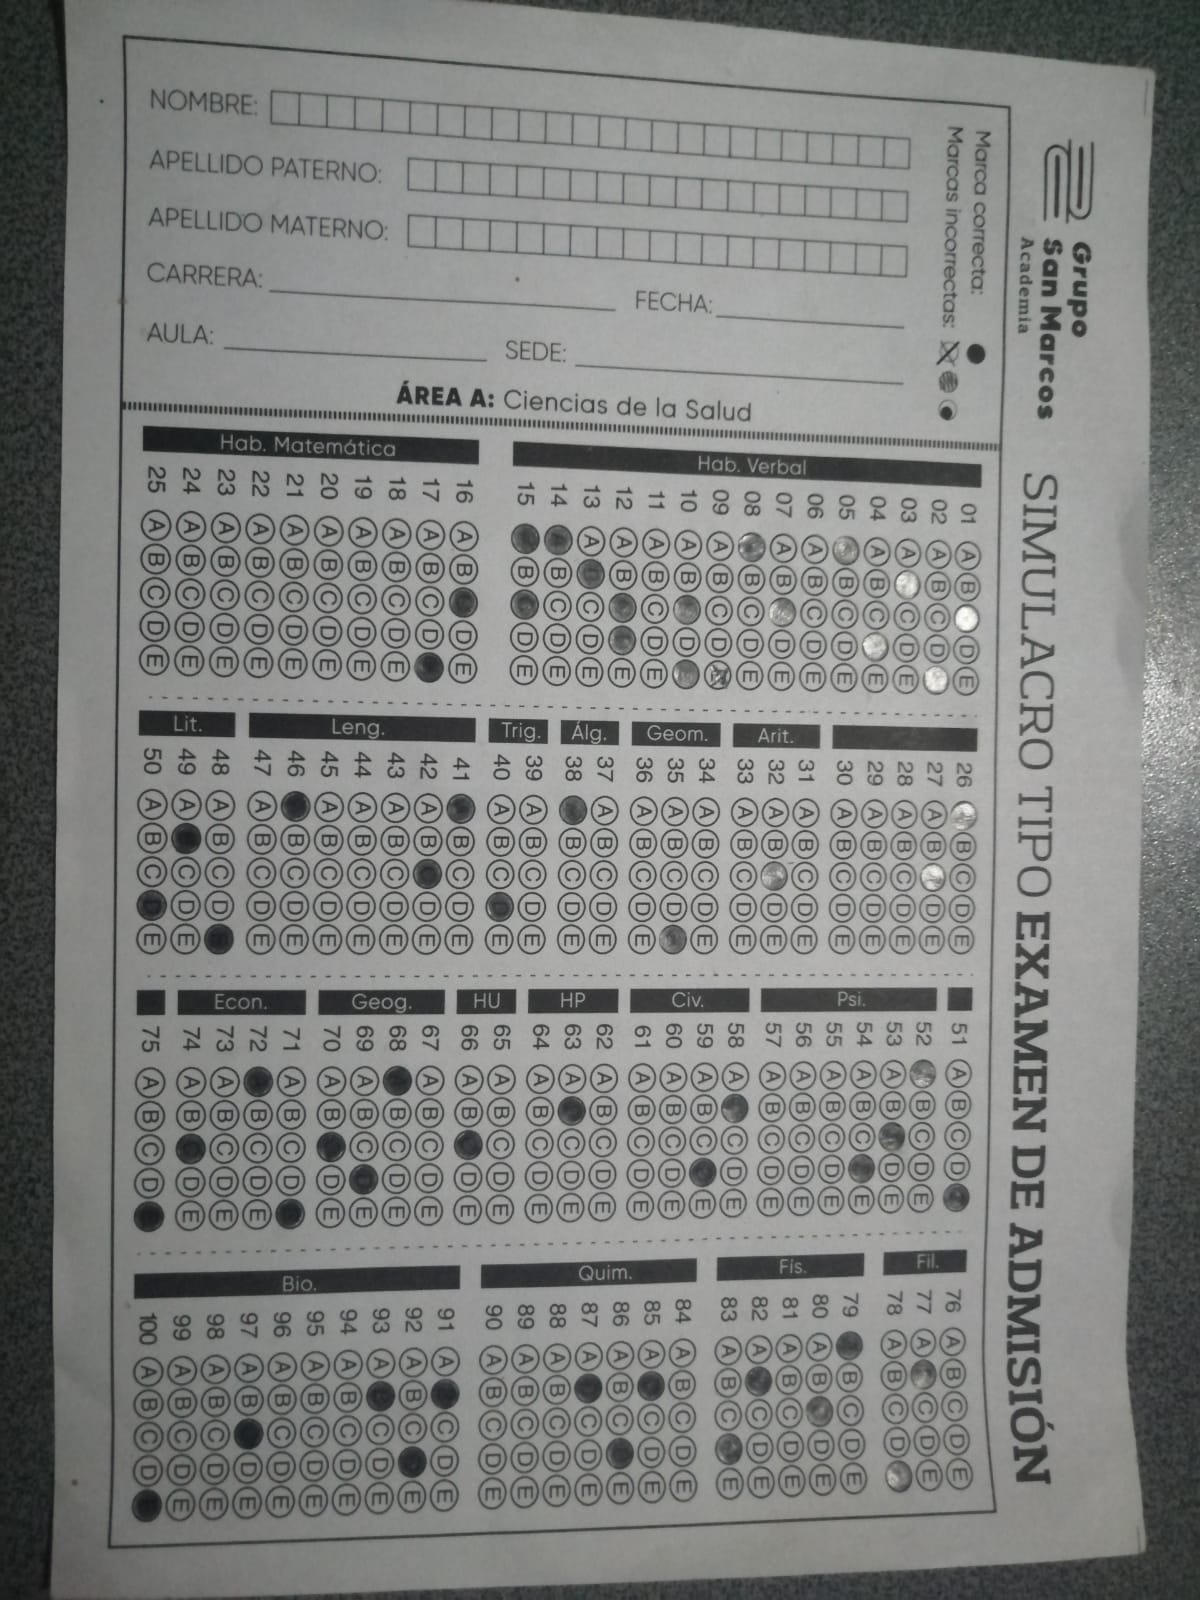 Grupo
San Marcos
Academia
SIMULACRO TIPO EXAMEN DE ADMISIÓN
Marca correcta:
Marcas incorrectas:
NOMBRE:
APELLIDO PATERNO:
APELLIDO MATERNO:
CARRERA: FECHA:
AULA: SEDE:
ÁREA A: Ciencias de la Salud
Hab. Verbal
01 A B D E
02 A B C D
03 A C D E
04 A B C E
05 B C D E
06 A B C D E
07 A B D E
08 B C D E
09 A B C D
10 A B D
11 A B C D E
12 A B E
13 A C D E
14 B C D E
15 B D E
Hab. Matemática
16 A B D E
17 A B C D
18 A B C D E
19 A B C D E
20 A B C D E
21 A B C D E
22 A B C D E
23 A B C D E
24 A B C D E
25 A B C D E
26 B C D E
27 A B D E
28 A B C D E
29 A B C D E
30 A B C D E
Arit.
31 A B C D E
32 A B D E
33 A B C D E
Geom.
34 A B C D E
35 A B C D
36 A B C D E
Álg.
37 A B C D E
38 B C D E
Trig.
39 A B C D E
40 A B C E
Leng.
41 B C D E
42 A B D E
43 A B C D E
44 A B C D E
45 A B C D E
46 B C D E
47 A B C D E
Lit.
48 A B C D
49 A C D E
50 A B C E
51 A B C D
Psi.
52 B C D E
53 A B D E
54 A B C E
55 A B C D E
56 A B C D E
57 A B C D E
Civ.
58 A C D E
59 A B C E
60 A B C D E
61 A B C D E
HP
62 A B C D E
63 A C D E
64 A B C D E
HU
65 A B C D E
66 A B D E
Geog.
67 A B C D E
68 B C D E
69 A B C E
70 A B D E
Econ.
71 A B C D
72 B C D E
73 A B C D E
74 A B D E
75 A B C D
Fil.
76 A B C D E
77 A C D E
78 A B C D
Fís.
79 B C D E
80 A B D E
81 A B C D E
82 A C D E
83 A B C E
Quim.
84 A B C D E
85 A C D E
86 A B C E
87 A C D E
88 A B C D E
89 A B C D E
90 A B C D E
Bio.
91 A C D E
92 A B C E
93 A C D E
94 A B C D E
95 A B C D E
96 A B C D E
97 A B D E
98 A B C D E
99 A B C D E
100 A B C D